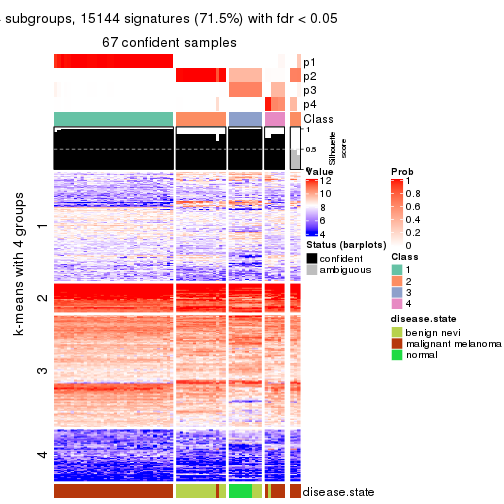 subgroups, 15144 signatures (71.5%) with fdr < 0.05
67 confident samples
p1
p2
p3
p4
Class
1
0.5
0
Silhouette
score
k-means with 4 groups
1
2
3
4
Value
12
10
8
6
4
Status (barplots)
confident
ambiguous
Prob
1
0.8
0.6
0.4
0.2
0
Class
1
2
3
4
disease.state
benign nevi
malignant melanoma
normal
disease.state